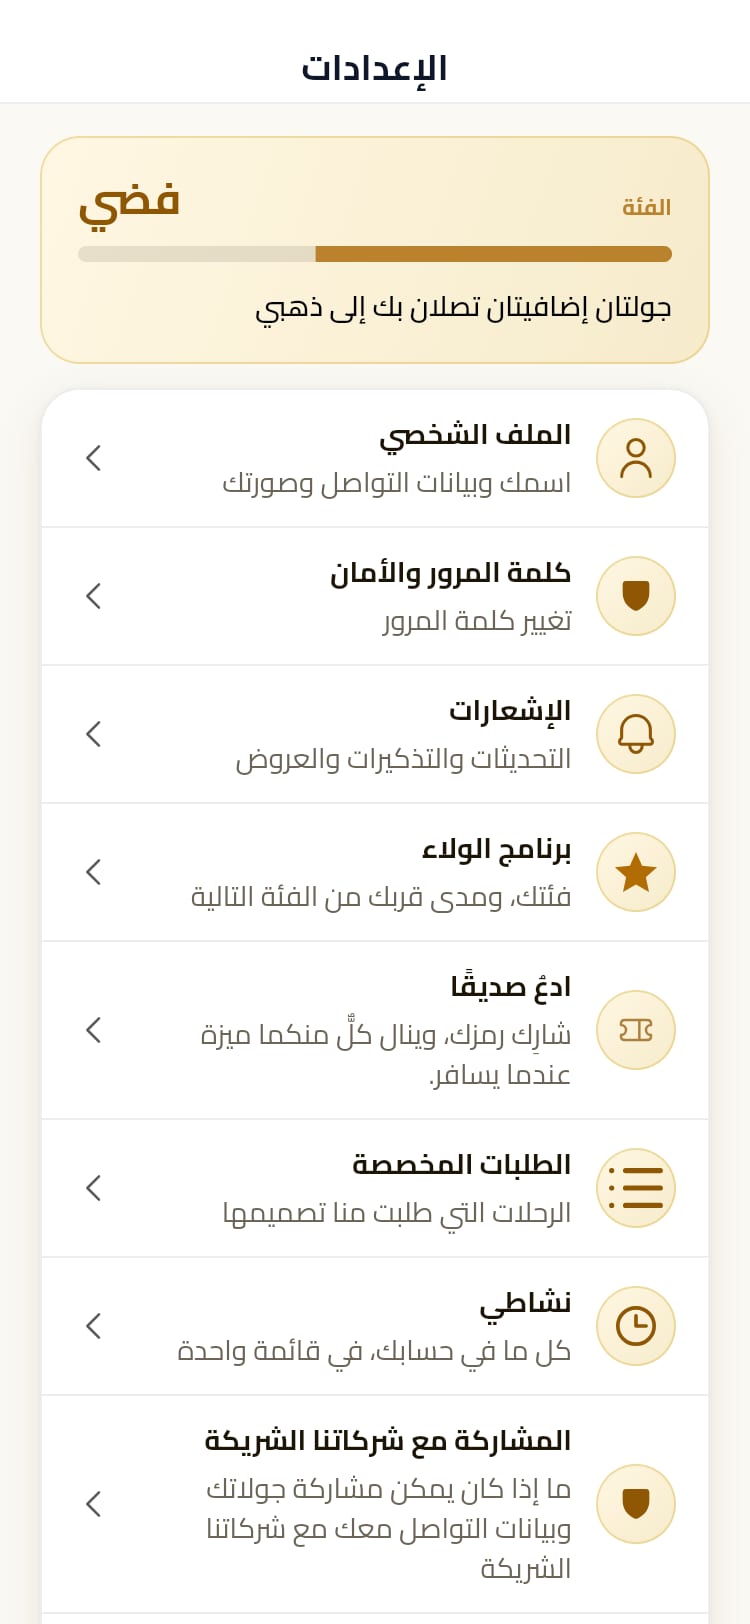 الإعدادات
الفئة
فضي
جولتان إضافيتان تصلان بك إلى ذهبي
الملف الشخصي
اسمك وبيانات التواصل وصورتك
كلمة المرور والأمان
تغيير كلمة المرور
الإشعارات
التحديثات والتذكيرات والعروض
برنامج الولاء
فئتك، ومدى قربك من الفئة التالية
ادعُ صديقًا
شارِك رمزك، وينال كلٌّ منكما ميزة
عندما يسافر.
الطلبات المخصصة
الرحلات التي طلبت منا تصميمها
نشاطي
كل ما في حسابك، في قائمة واحدة
المشاركة مع شركاتنا الشريكة
ما إذا كان يمكن مشاركة جولاتك
وبيانات التواصل معك مع شركاتنا
الشريكة